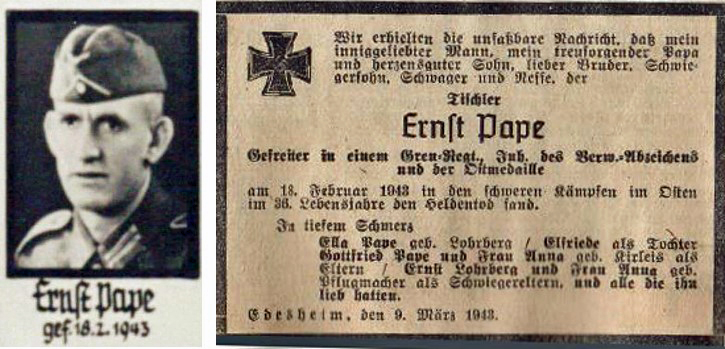 Ernst Pape
gef. 18.2.1943
Wir erhielten die unfaßbare Nachricht, daß mein
inniggeliebter Mann, mein treusorgender Papa
und herzensguter Sohn, lieber Bruder, Schwie-
gersohn, Schwager und Neffe, der
Tischler
Ernst Pape
Gefreiter in einem Gren-Regt., Inh. des Verw.-Abzeichens
und der Ostmedaille
am 18. Februar 1943 in den schweren Kämpfen im Osten
im 36. Lebensjahre den Heldentod fand.
In tiefem Schmerz
Ella Pape geb. Lohrberg / Elfriede als Tochter
Gottfried Pape und Frau Anna geb. Kirleis als
Eltern / Ernst Lohrberg und Frau Anna geb.
Pflugmacher als Schwiegereltern, und alle die ihn
lieb hatten.
Edesheim, den 9. März 1943.